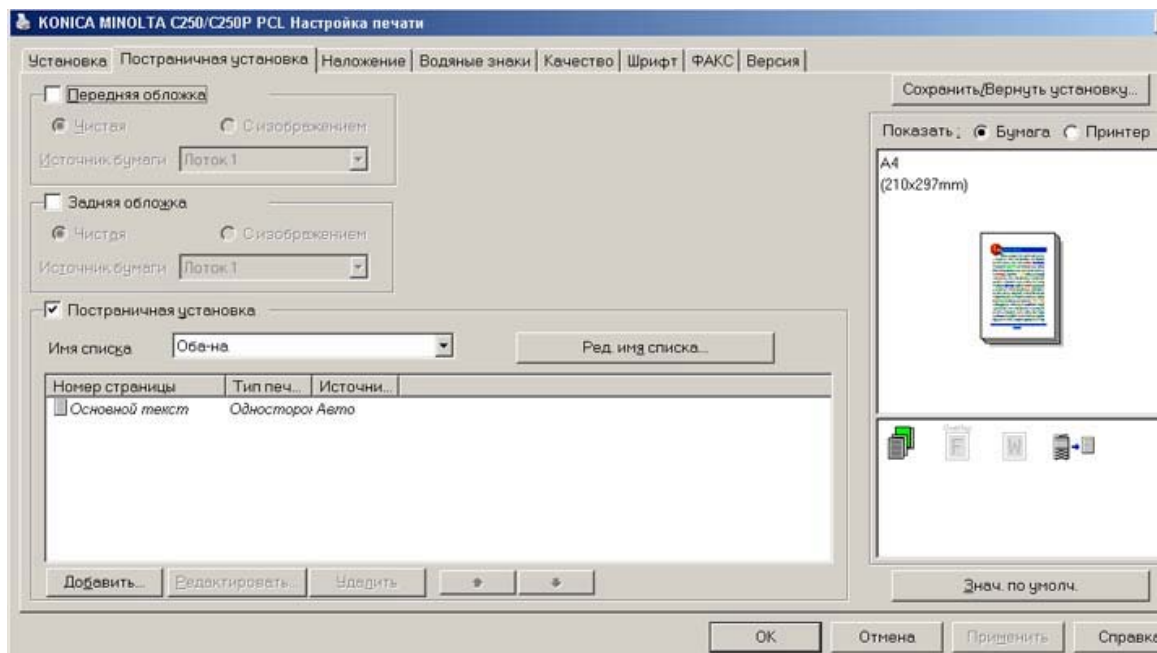 KONICA MINOLTA C250/C250P PCL Настройка печати
Установка Постраничная установка Наложение Водяные знаки Качество Шрифт ФАКС Версия
Передняя обложка
Чистая С изображением
Источник бумаги Лоток 1
Задняя обложка
Чистая С изображением
Источник бумаги Лоток 1
Постраничная установка
Имя списка Оба-на Ред. имя списка...
Номер страницы Тип печ... Источни...
Основной текст Односторон Авто
Добавить... Редактировать... Удалить
Сохранить/Вернуть установку...
Показать: Бумага Принтер
A4
(210x297mm)
Overlay
F W
Знач. по умолч.
OK Отмена Применить Справка